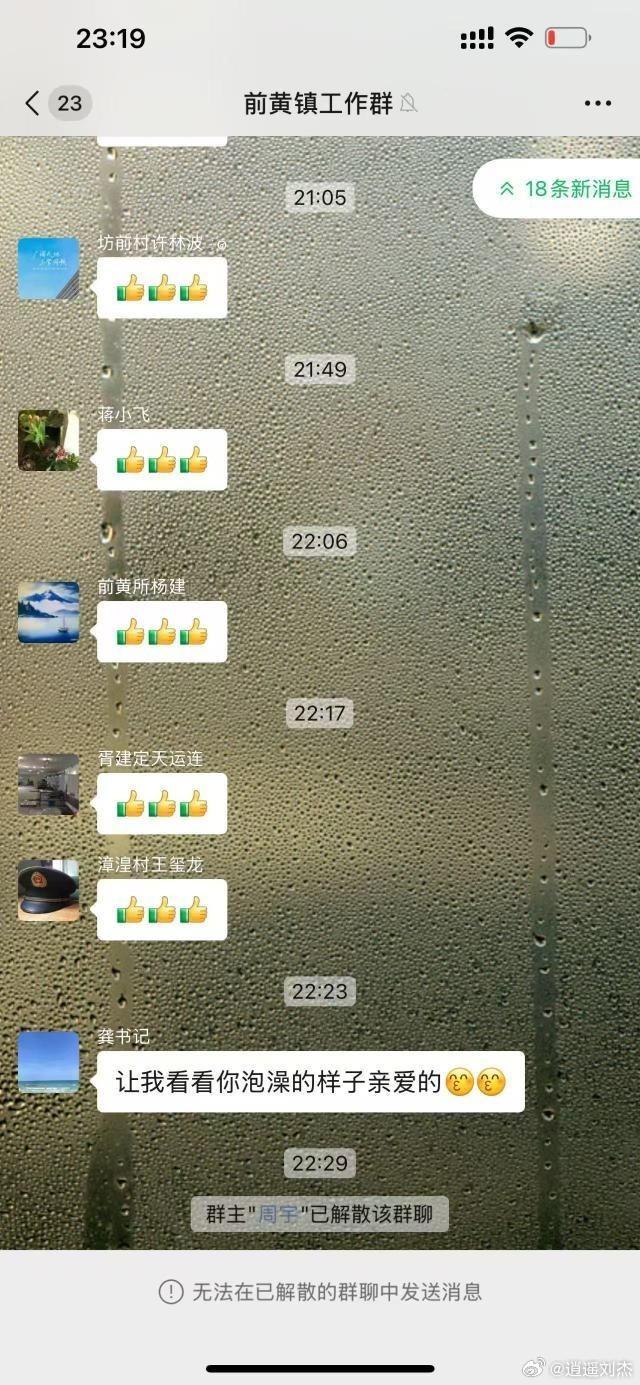 23:19
23
前黄镇工作群
18条新消息
21:05
坊前村许林波
21:49
蒋小飞
22:06
前黄所杨建
22:17
胥建定天运连
漳湟村王玺龙
22:23
龚书记
让我看看你泡澡的样子亲爱的😙😙
22:29
群主"周宇"已解散该群聊
无法在已解散的群聊中发送消息
@逍遥刘杰